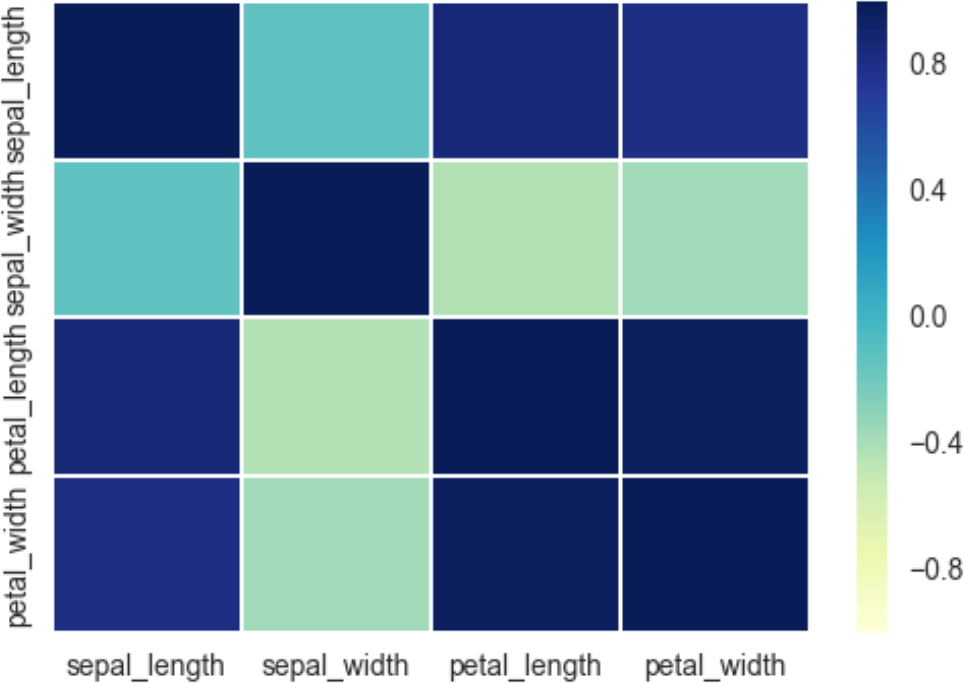 sepal_length
sepal_width
petal_length
petal_width
sepal_length sepal_width petal_length petal_width
0.8
0.4
0.0
−0.4
−0.8